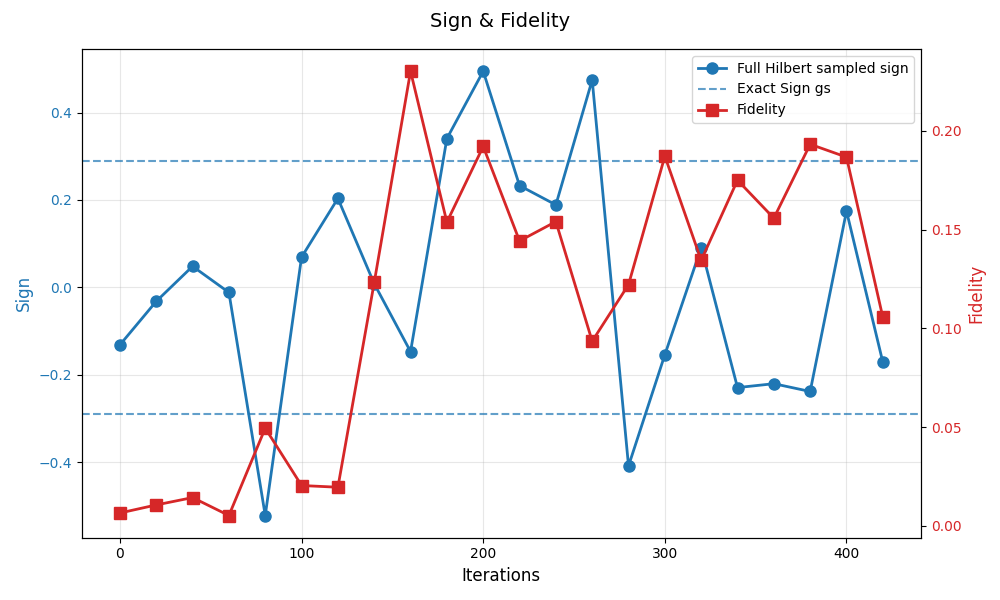 Sign & Fidelity
Full Hilbert sampled sign
Exact Sign gs
Fidelity
Sign
0.4
0.2
0.0
−0.2
−0.4
0.20
0.15
0.10
0.05
0.00
Fidelity
0 100 200 300 400
Iterations